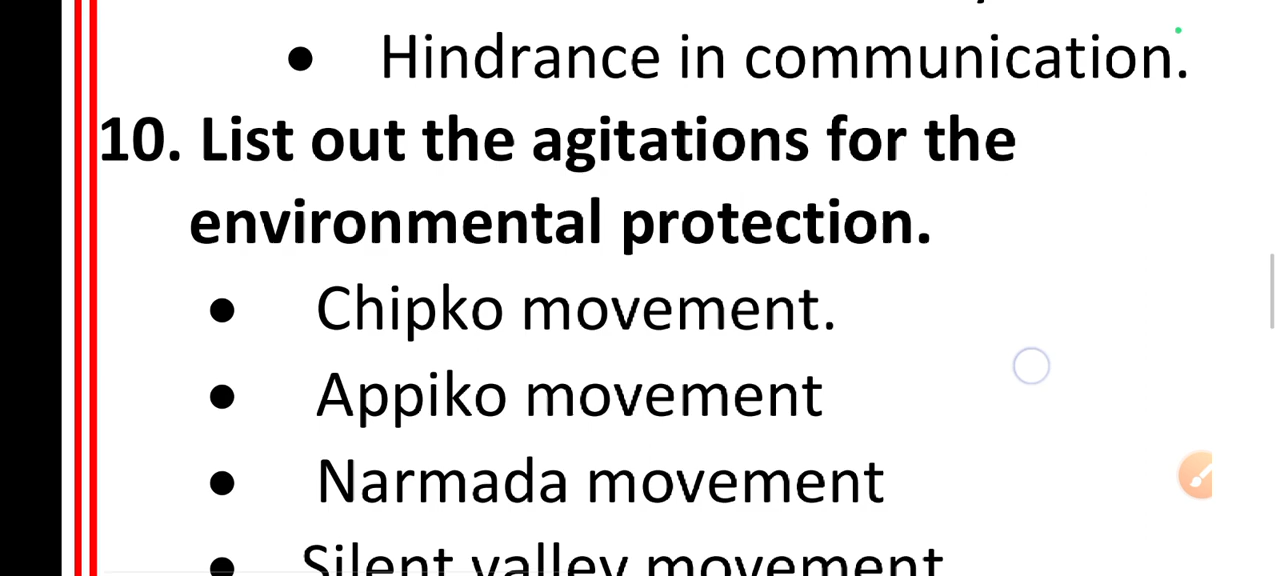 • Hindrance in communication.
10. List out the agitations for the
environmental protection.
• Chipko movement.
• Appiko movement
• Narmada movement
• Silent valley movement